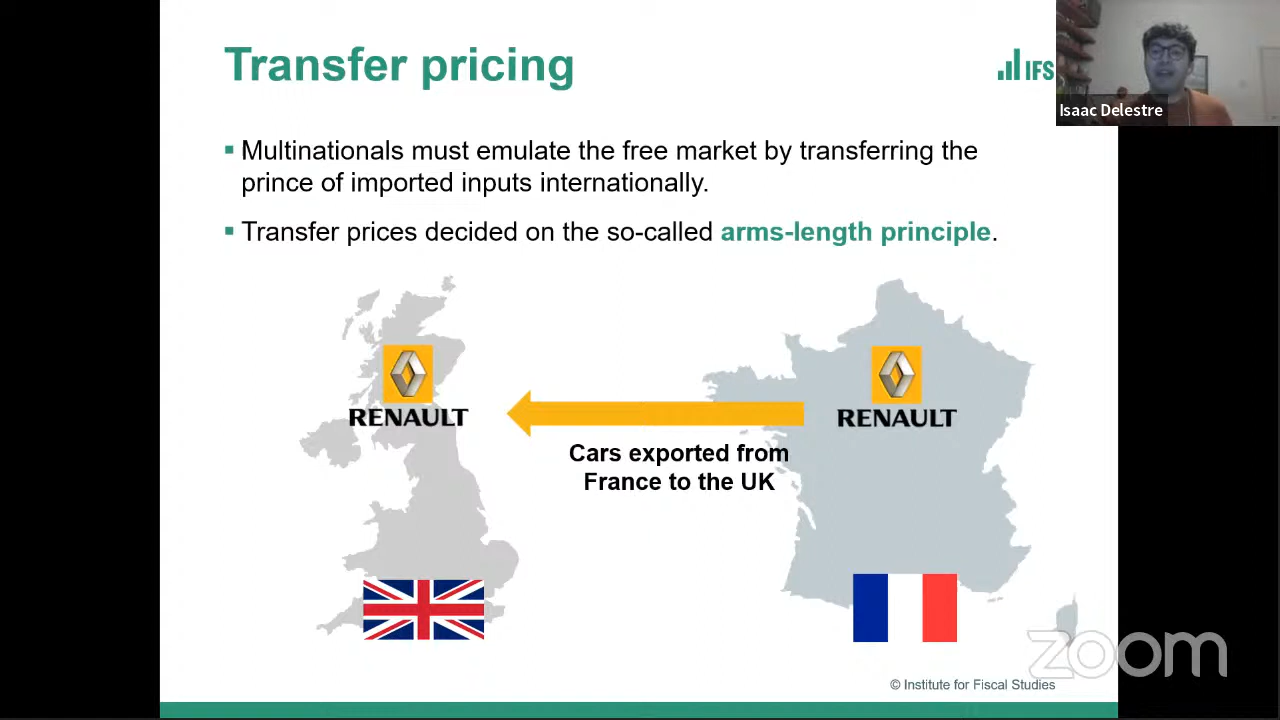 Transfer pricing
IFS
Isaac Delestre
▪ Multinationals must emulate the free market by transferring the
prince of imported inputs internationally.
▪ Transfer prices decided on the so-called arms-length principle.
RENAULT
RENAULT
Cars exported from
France to the UK
zoom
© Institute for Fiscal Studies